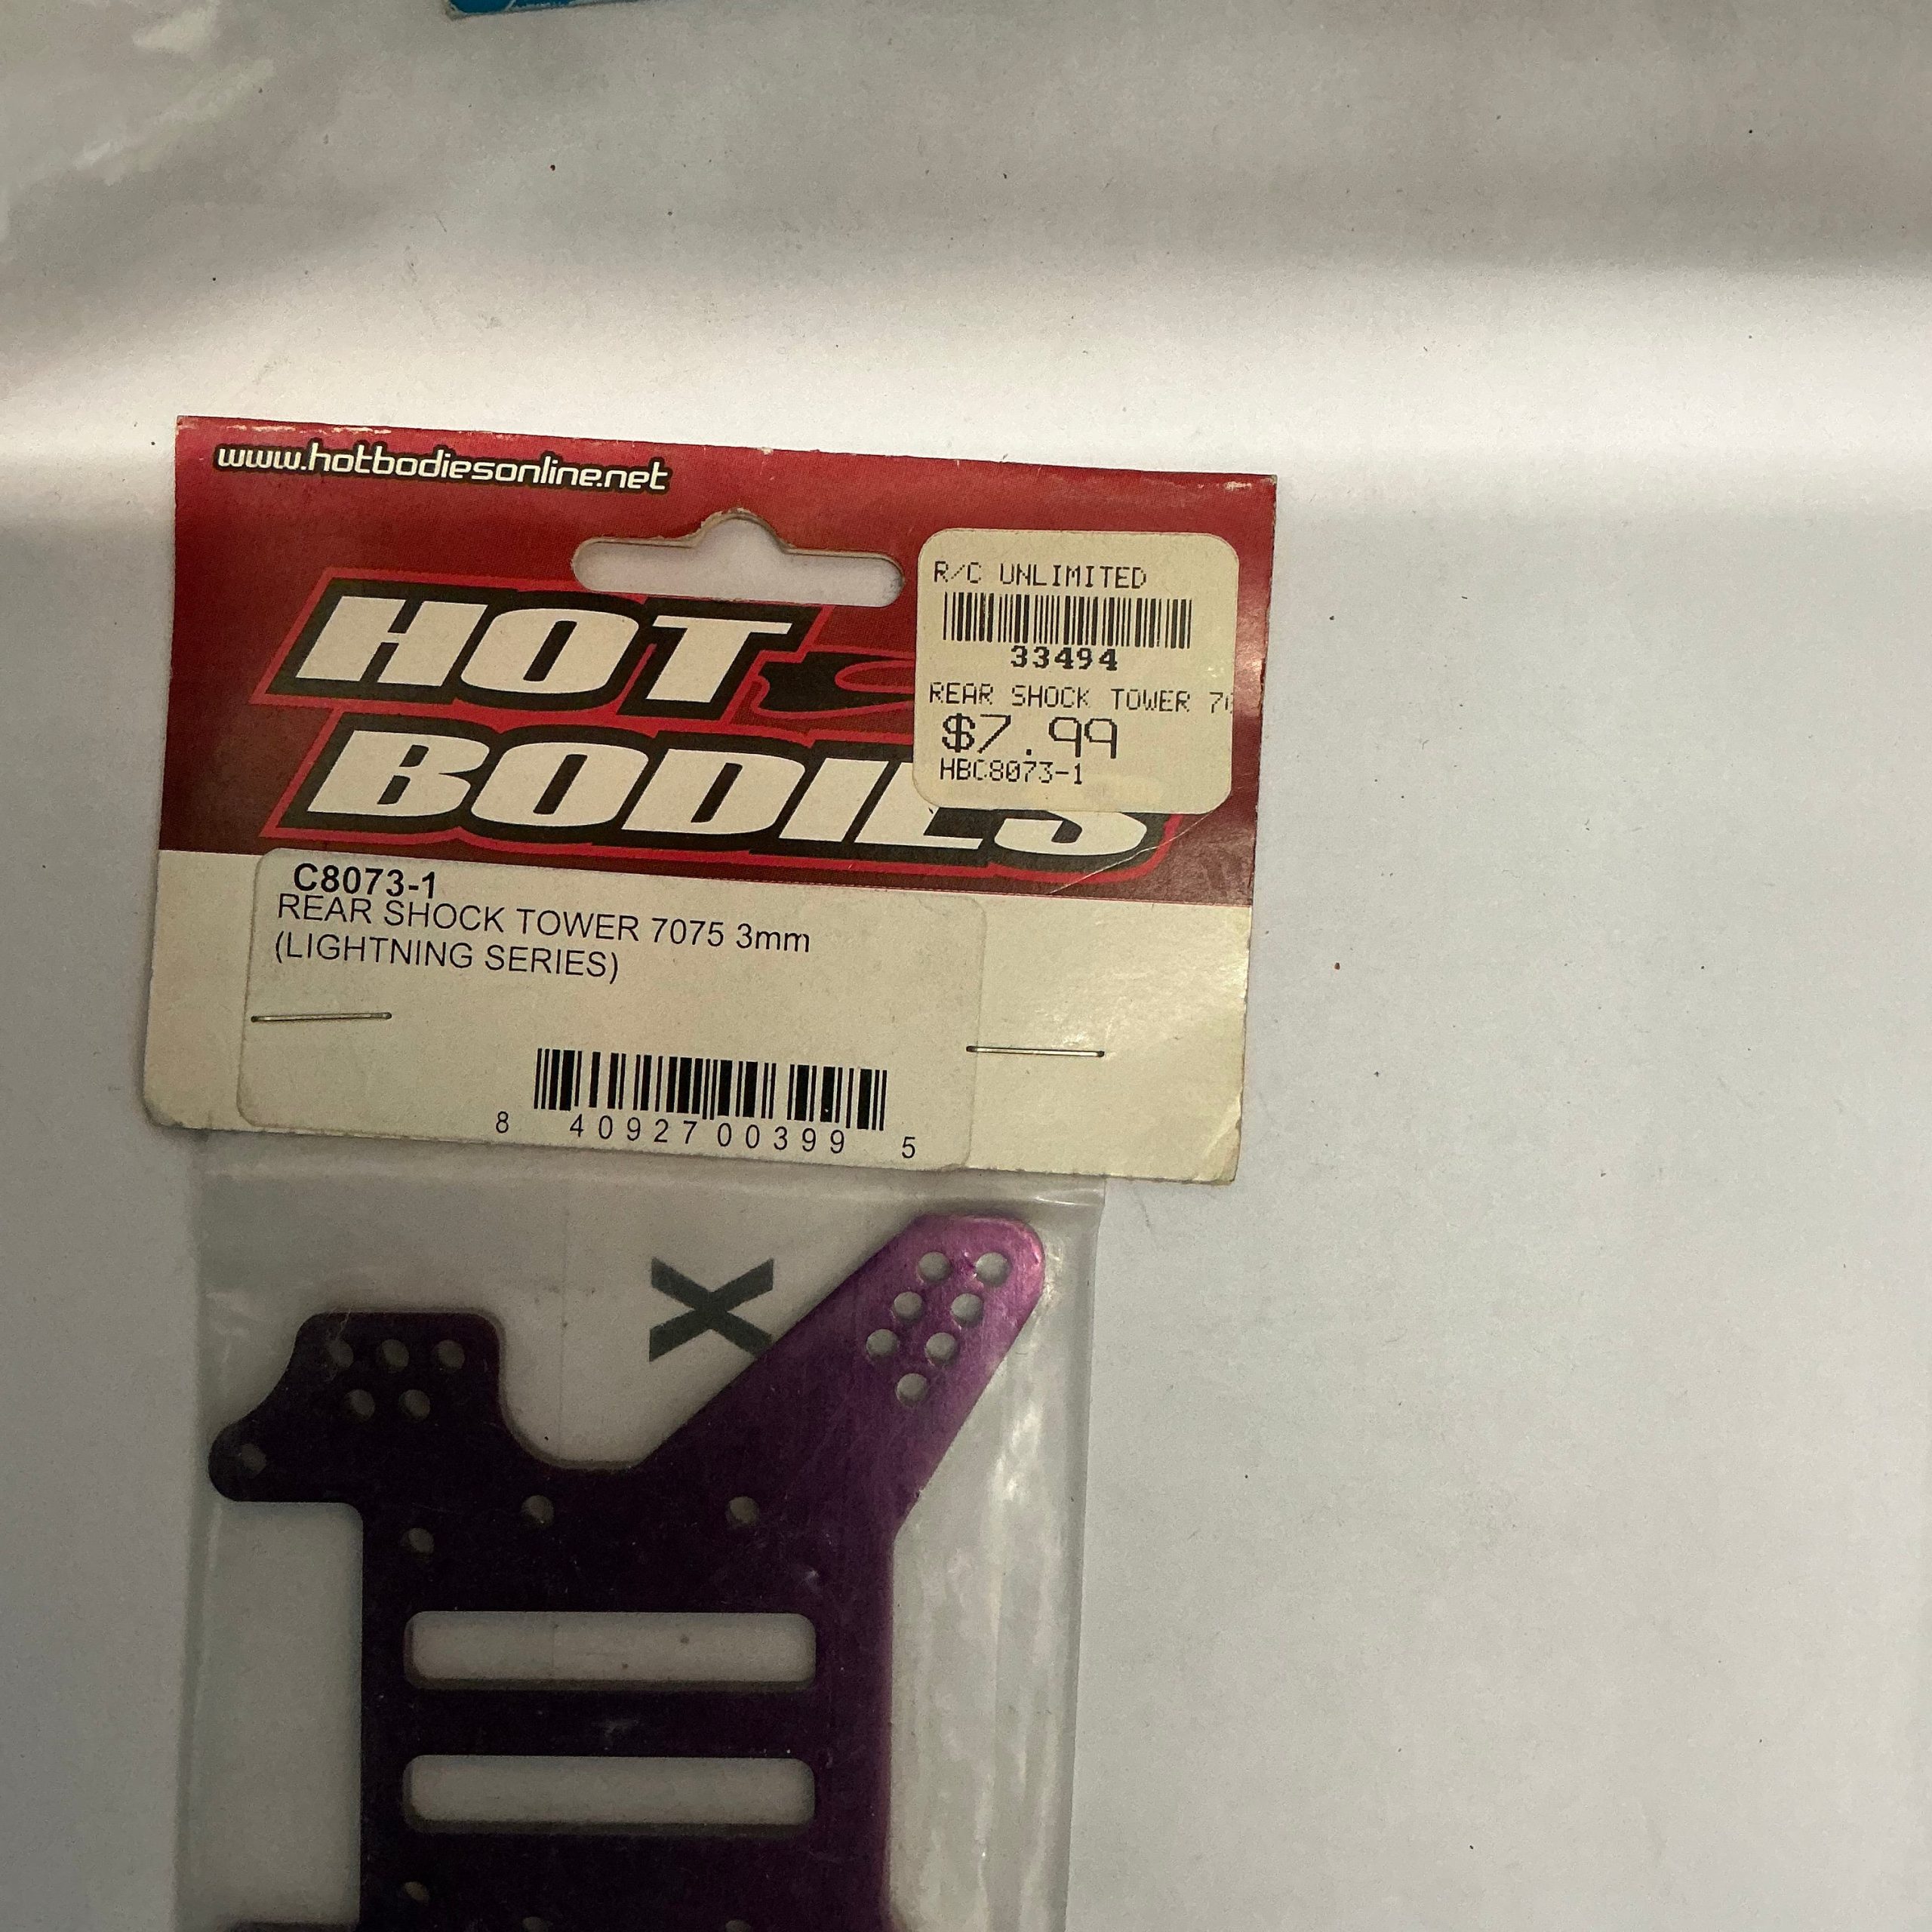 www.hotbodiesonline.net
HOT
BODIES
R/C UNLIMITED
33494
REAR SHOCK TOWER 70
$7.99
HBC8073-1
C8073-1
REAR SHOCK TOWER 7075 3mm
(LIGHTNING SERIES)
8 40927 00399 5
X